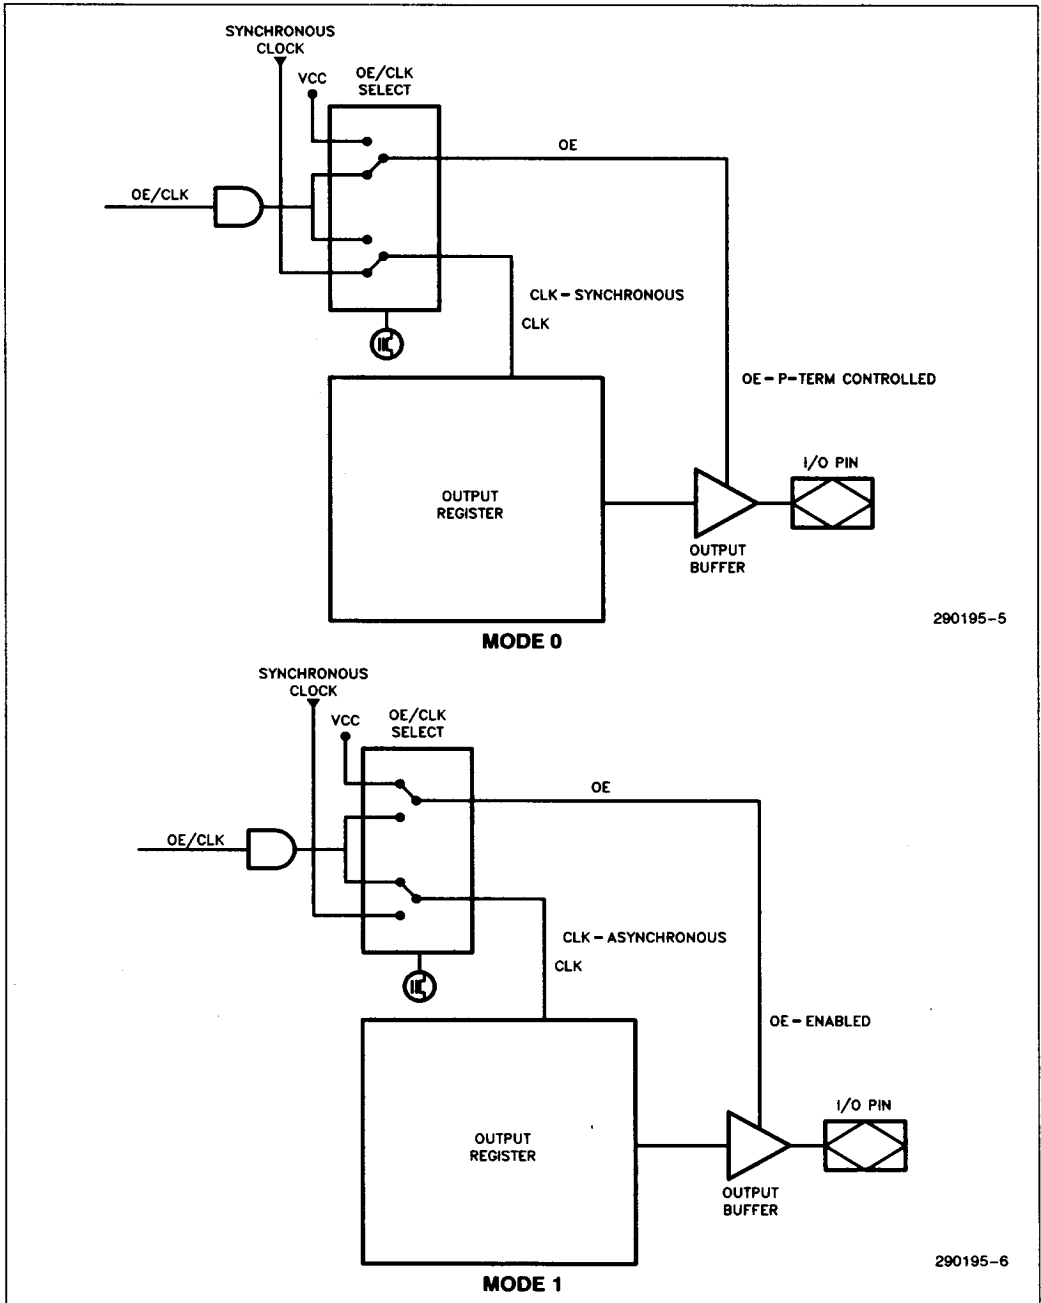 SYNCHRONOUS
CLOCK
VCC
OE/CLK
SELECT
OE
OE/CLK
CLK-SYNCHRONOUS
CLK
OE-P-TERM CONTROLLED
I/O PIN
OUTPUT
REGISTER
OUTPUT
BUFFER
290195-5
MODE 0
SYNCHRONOUS
CLOCK
VCC
OE/CLK
SELECT
OE
OE/CLK
CLK-ASYNCHRONOUS
CLK
OE-ENABLED
I/O PIN
OUTPUT
REGISTER
OUTPUT
BUFFER
290195-6
MODE 1